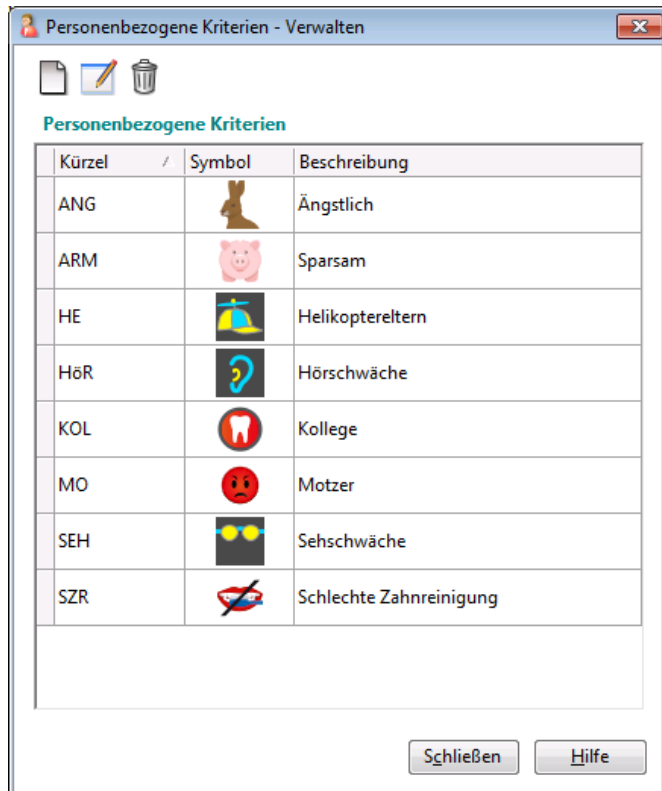 Personenbezogene Kriterien - Verwalten
Personenbezogene Kriterien
Kürzel Symbol Beschreibung
ANG Ängstlich
ARM Sparsam
HE Helikoptereltern
HöR Hörschwäche
KOL Kollege
MO Motzer
SEH Sehschwäche
SZR Schlechte Zahnreinigung
Schließen Hilfe